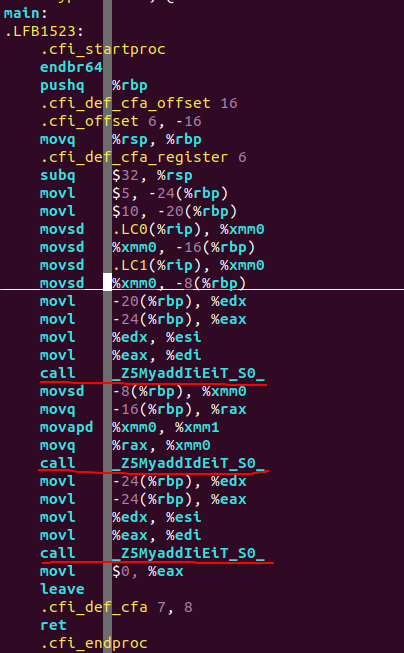 main:
.LFB1523:
.cfi_startproc
endbr64
pushq %rbp
.cfi_def_cfa_offset 16
.cfi_offset 6, -16
movq %rsp, %rbp
.cfi_def_cfa_register 6
subq $32, %rsp
movl $5, -24(%rbp)
movl $10, -20(%rbp)
movsd .LC0(%rip), %xmm0
movsd %xmm0, -16(%rbp)
movsd .LC1(%rip), %xmm0
movsd %xmm0, -8(%rbp)
movl -20(%rbp), %edx
movl -24(%rbp), %eax
movl %edx, %esi
movl %eax, %edi
call _Z5MyaddIiEiT_S0_
movsd -8(%rbp), %xmm0
movq -16(%rbp), %rax
movapd %xmm0, %xmm1
movq %rax, %xmm0
call _Z5MyaddIdEiT_S0_
movl -24(%rbp), %edx
movl -24(%rbp), %eax
movl %edx, %esi
movl %eax, %edi
call _Z5MyaddIiEiT_S0_
movl $0, %eax
leave
.cfi_def_cfa 7, 8
ret
.cfi_endproc